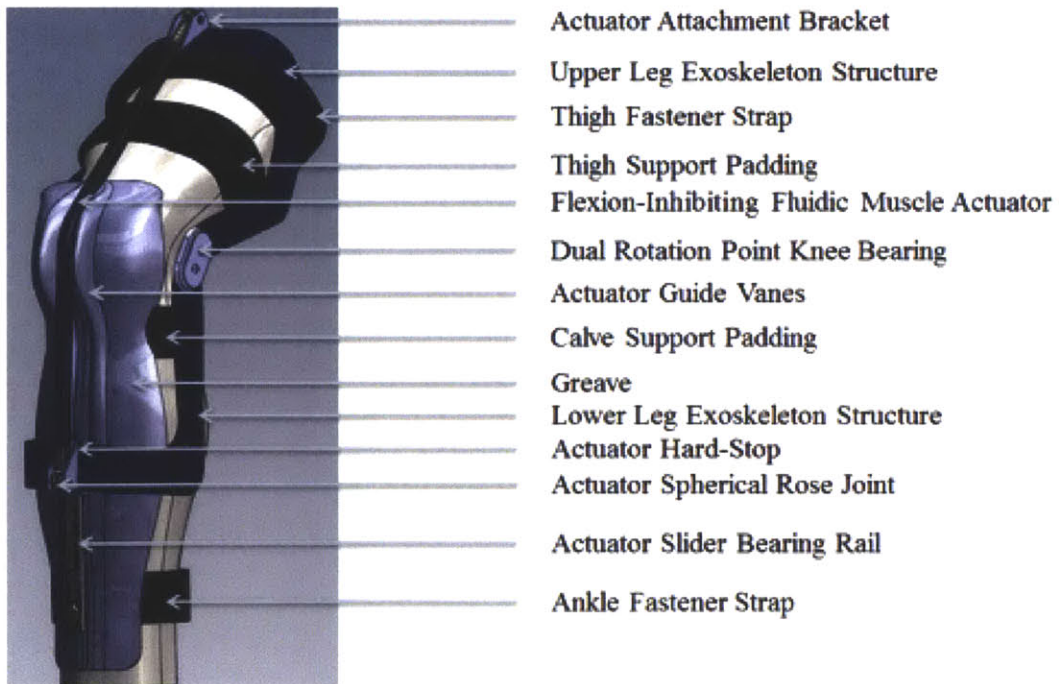 Actuator Attachment Bracket
Upper Leg Exoskeleton Structure
Thigh Fastener Strap
Thigh Support Padding
Flexion-Inhibiting Fluidic Muscle Actuator
Dual Rotation Point Knee Bearing
Actuator Guide Vanes
Calve Support Padding
Greave
Lower Leg Exoskeleton Structure
Actuator Hard-Stop
Actuator Spherical Rose Joint
Actuator Slider Bearing Rail
Ankle Fastener Strap